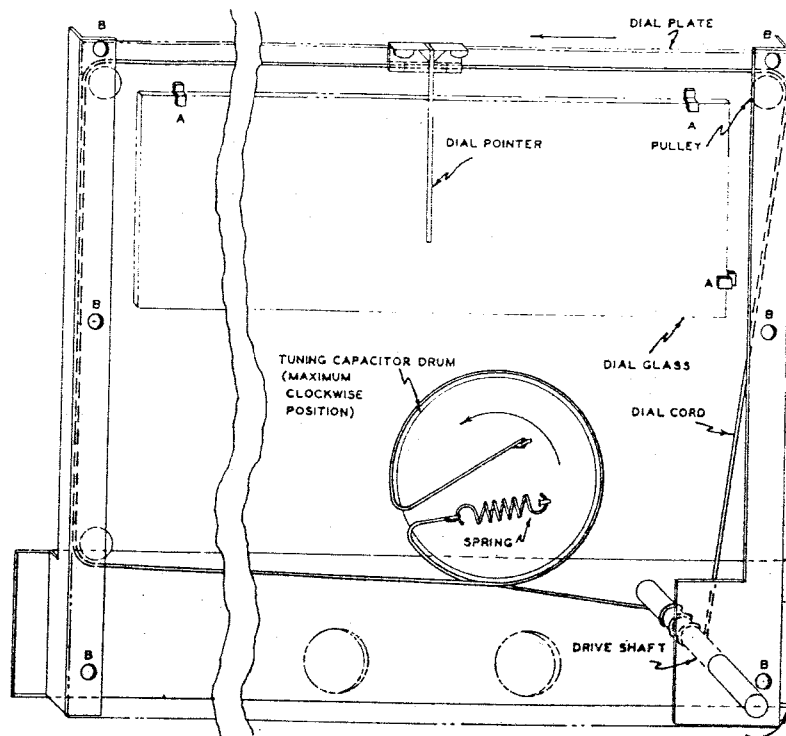 B
DIAL PLATE
B
A
A
DIAL POINTER
PULLEY
B
A
B
TUNING CAPACITOR DRUM
(MAXIMUM
CLOCKWISE
POSITION)
DIAL GLASS
DIAL CORD
SPRING
DRIVE SHAFT
B
B